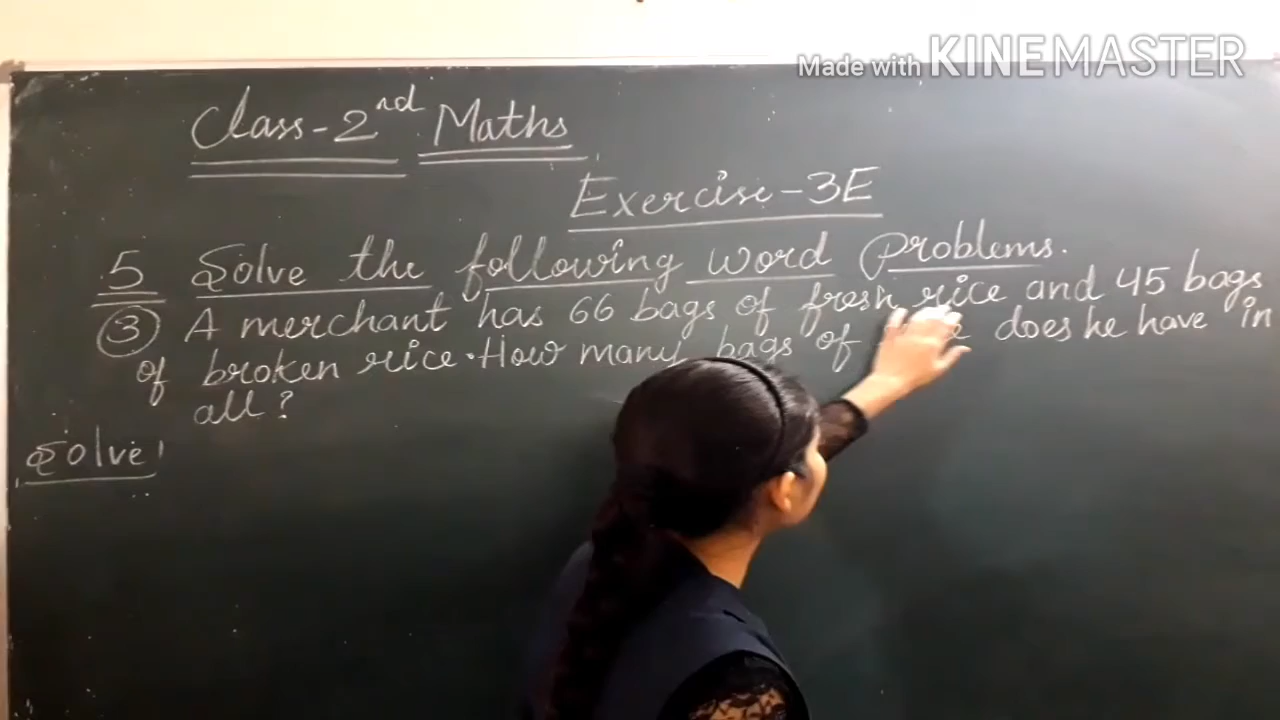 Made with KINEMASTER
Class-2nd Maths
Exercise-3E
5 Solve the following word Problems.
3 A merchant has 66 bags of fresh rice and 45 bags
of broken rice. How many bags of does he have in
all?
Solve